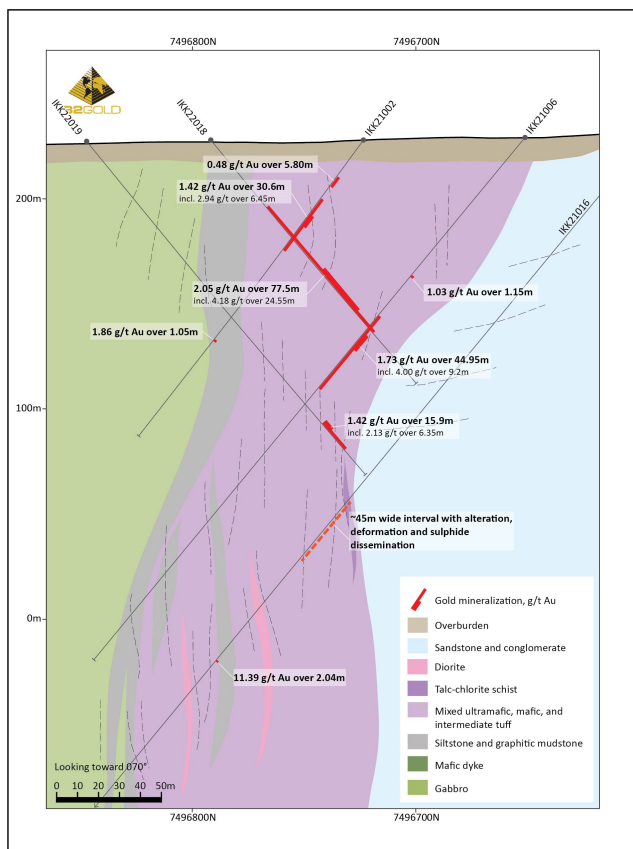 7496800N
7496700N
B2GOLD
IKK22019
IKK22018
IKK21002
IKK21006
IKK21016
0.48 g/t Au over 5.80m
1.42 g/t Au over 30.6m
incl. 2.94 g/t over 6.45m
200m
2.05 g/t Au over 77.5m
incl. 4.18 g/t over 24.55m
1.03 g/t Au over 1.15m
1.86 g/t Au over 1.05m
1.73 g/t Au over 44.95m
incl. 4.00 g/t over 9.2m
100m
1.42 g/t Au over 15.9m
incl. 2.13 g/t over 6.35m
~45m wide interval with alteration,
deformation and sulphide
dissemination
0m
11.39 g/t Au over 2.04m
Gold mineralization, g/t Au
Overburden
Sandstone and conglomerate
Diorite
Talc-chlorite schist
Mixed ultramafic, mafic, and
intermediate tuff
Siltstone and graphitic mudstone
Mafic dyke
Gabbro
Looking toward 070°
0 10 20 30 40 50m
7496800N
7496700N